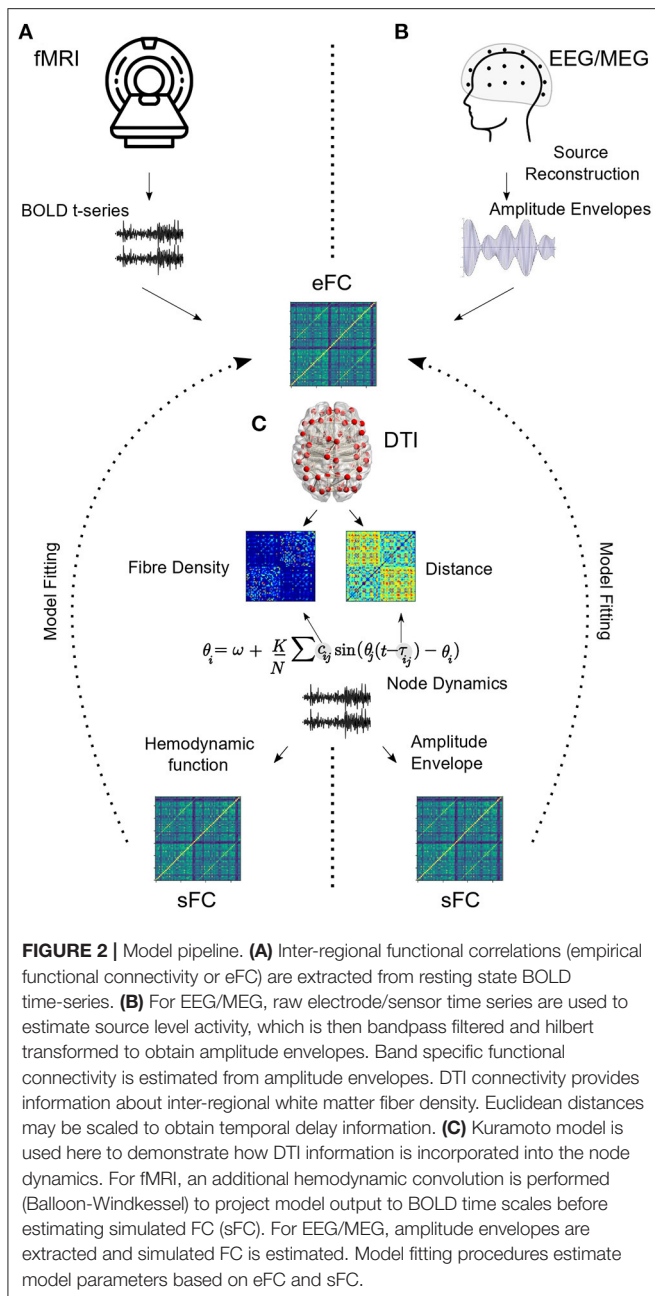 A
B
fMRI
EEG/MEG
Source
Reconstruction
BOLD t-series
Amplitude Envelopes
eFC
C
DTI
Fibre Density
Distance
Model Fitting
Model Fitting
θ_i = ω + K/N ∑ c_ij sin(θ_j(t−τ_ij) − θ_i)
Node Dynamics
Hemodynamic
function
Amplitude
Envelope
sFC
sFC
FIGURE 2 | Model pipeline. (A) Inter-regional functional correlations (empirical
functional connectivity or eFC) are extracted from resting state BOLD
time-series. (B) For EEG/MEG, raw electrode/sensor time series are used to
estimate source level activity, which is then bandpass filtered and hilbert
transformed to obtain amplitude envelopes. Band specific functional
connectivity is estimated from amplitude envelopes. DTI connectivity provides
information about inter-regional white matter fiber density. Euclidean distances
may be scaled to obtain temporal delay information. (C) Kuramoto model is
used here to demonstrate how DTI information is incorporated into the node
dynamics. For fMRI, an additional hemodynamic convolution is performed
(Balloon-Windkessel) to project model output to BOLD time scales before
estimating simulated FC (sFC). For EEG/MEG, amplitude envelopes are
extracted and simulated FC is estimated. Model fitting procedures estimate
model parameters based on eFC and sFC.